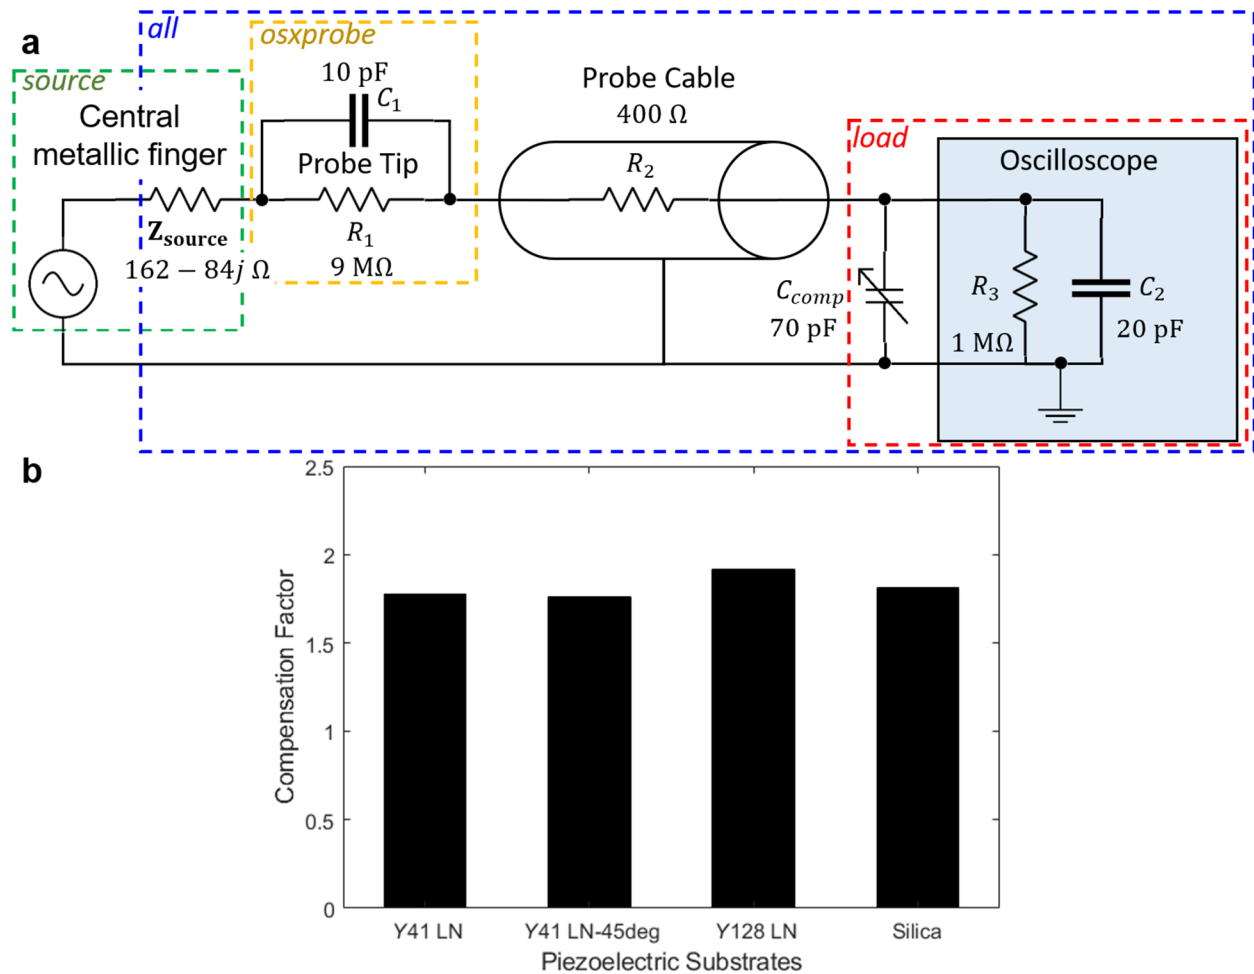 a
all
osxprobe
source
10 pF
C₁
Central
metallic finger
Probe Tip
Z_source
162 − 84j Ω
R₁
9 MΩ
Probe Cable
400 Ω
R₂
load
Oscilloscope
C_comp
70 pF
R₃
1 MΩ
C₂
20 pF
b
2.5
2
1.5
1
0.5
0
Compensation Factor
Y41 LN
Y41 LN-45deg
Y128 LN
Silica
Piezoelectric Substrates